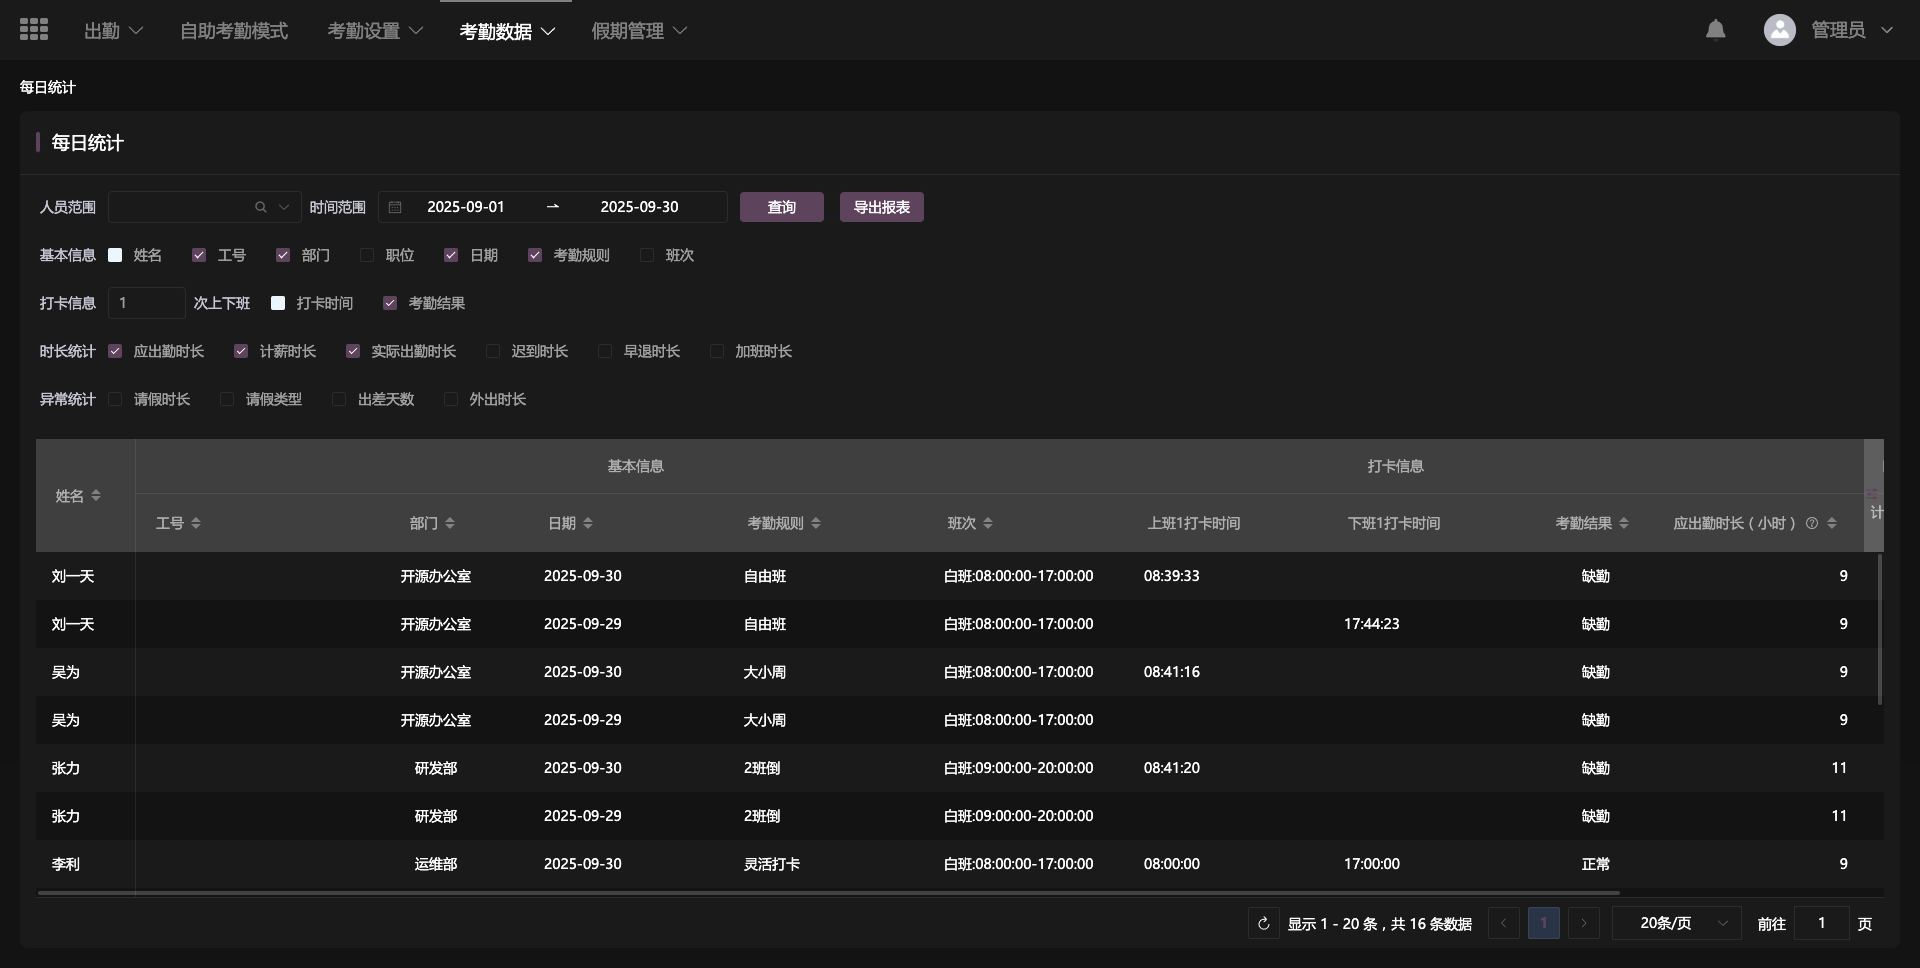 出勤 自助考勤模式 考勤设置 考勤数据 假期管理 管理员
每日统计
每日统计
人员范围 时间范围 2025-09-01 2025-09-30 查询 导出报表
基本信息 姓名 工号 部门 职位 日期 考勤规则 班次
打卡信息 1 次上下班 打卡时间 考勤结果
时长统计 应出勤时长 计薪时长 实际出勤时长 迟到时长 早退时长 加班时长
异常统计 请假时长 请假类型 出差天数 外出时长
基本信息 打卡信息
姓名
工号 部门 日期 考勤规则 班次 上班1打卡时间 下班1打卡时间 考勤结果 应出勤时长（小时） 计
刘一天 开源办公室 2025-09-30 自由班 白班:08:00:00-17:00:00 08:39:33 缺勤 9
刘一天 开源办公室 2025-09-29 自由班 白班:08:00:00-17:00:00 17:44:23 缺勤 9
吴为 开源办公室 2025-09-30 大小周 白班:08:00:00-17:00:00 08:41:16 缺勤 9
吴为 开源办公室 2025-09-29 大小周 白班:08:00:00-17:00:00 缺勤 9
张力 研发部 2025-09-30 2班倒 白班:09:00:00-20:00:00 08:41:20 缺勤 11
张力 研发部 2025-09-29 2班倒 白班:09:00:00-20:00:00 缺勤 11
李利 运维部 2025-09-30 灵活打卡 白班:08:00:00-17:00:00 08:00:00 17:00:00 正常 9
显示 1 - 20 条，共 16 条数据 1 20条/页 前往 1 页